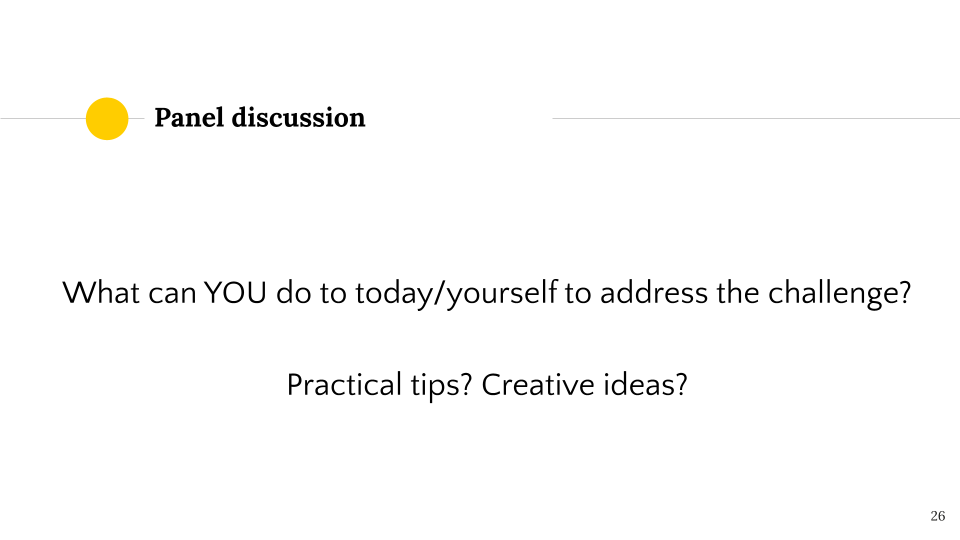 Panel discussion
What can YOU do to today/yourself to address the challenge?
Practical tips? Creative ideas?
26